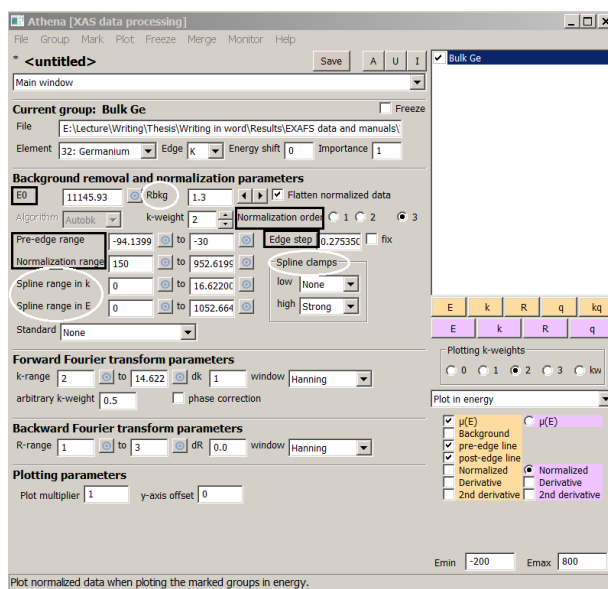 Athena [XAS data processing]
File Group Mark Plot Freeze Merge Monitor Help
* <untitled> Save A U I
Main window
Current group: Bulk Ge Freeze
File E:\Lecture\Writing\Thesis\Writing in word\Results\EXAFS data and manuals\
Element 32: Germanium Edge K Energy shift 0 Importance 1
Background removal and normalization parameters
E0 11145.93 Rbkg 1.3 Flatten normalized data
Algorithm Autobk k-weight 2 Normalization order 1 2 3
Pre-edge range -94.1399 to -30 Edge step 0.27535 fix
Normalization range 150 to 952.6199 Spline clamps
Spline range in k 0 to 16.6220 low None
Spline range in E 0 to 1052.664 high Strong
Standard None
Forward Fourier transform parameters
k-range 2 to 14.622 dk 1 window Hanning
arbitrary k-weight 0.5 phase correction
Backward Fourier transform parameters
R-range 1 to 3 dR 0.0 window Hanning
Plotting parameters
Plot multiplier 1 y-axis offset 0
Plot normalized data when ploting the marked groups in energy.
Bulk Ge
E k R q kq
E k R q
Plotting k-weights
0 1 2 3 kw
Plot in energy
μ(E) μ(E)
Background
pre-edge line
post-edge line
Normalized Normalized
Derivative Derivative
2nd derivative 2nd derivative
Emin -200 Emax 800